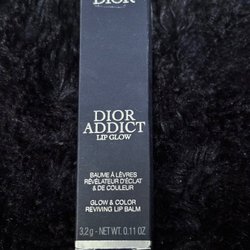 DIOR
DIOR
ADDICT
LIP GLOW
BAUME À LÈVRES
RÉVÉLATEUR D'ÉCLAT
& DE COULEUR
GLOW & COLOR
REVIVING LIP BALM
3.2 g - NET WT. 0.11 OZ